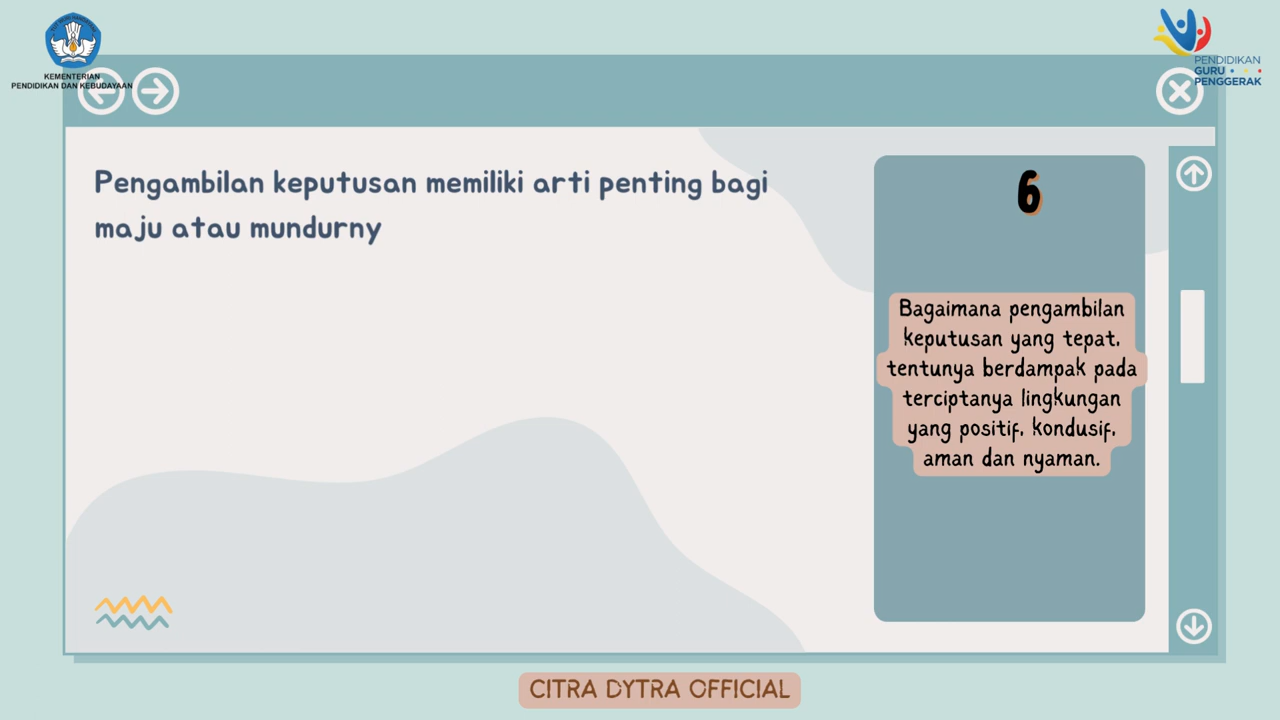 KEMENTERIAN
PENDIDIKAN DAN KEBUDAYAAN
PENDIDIKAN
GURU
PENGGERAK
Pengambilan keputusan memiliki arti penting bagi
maju atau mundurny
6
Bagaimana pengambilan
keputusan yang tepat,
tentunya berdampak pada
terciptanya lingkungan
yang positif, kondusif,
aman dan nyaman.
CITRA DYTRA OFFICIAL